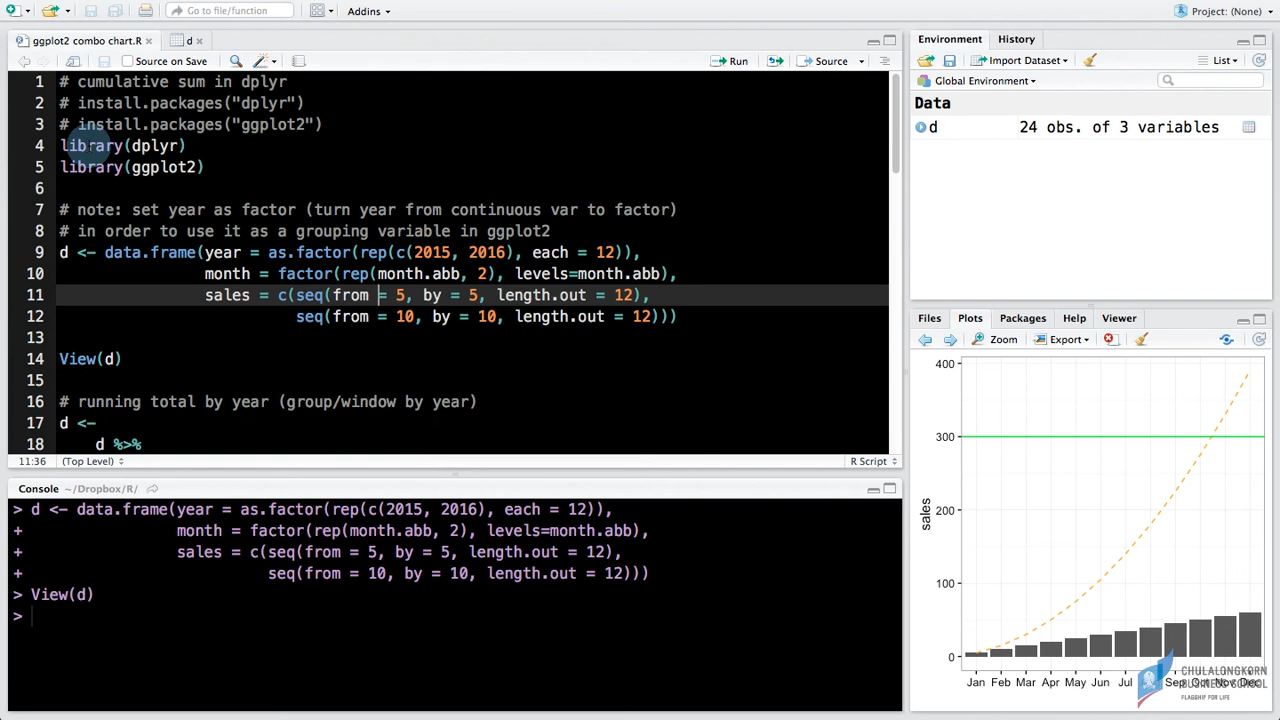 Go to file/function
Addins
Project: (None)
ggplot2 combo chart.R
d
Source on Save
Run
Source
1 # cumulative sum in dplyr
2 # install.packages("dplyr")
3 # install.packages("ggplot2")
4 library(dplyr)
5 library(ggplot2)
6
7 # note: set year as factor (turn year from continuous var to factor)
8 # in order to use it as a grouping variable in ggplot2
9 d <- data.frame(year = as.factor(rep(c(2015, 2016), each = 12)),
10 month = factor(rep(month.abb, 2), levels=month.abb),
11 sales = c(seq(from = 5, by = 5, length.out = 12),
12 seq(from = 10, by = 10, length.out = 12)))
13
14 View(d)
15
16 # running total by year (group/window by year)
17 d <-
18 d %>%
11:36 (Top Level) R Script
Console ~/Dropbox/R/
> d <- data.frame(year = as.factor(rep(c(2015, 2016), each = 12)),
+ month = factor(rep(month.abb, 2), levels=month.abb),
+ sales = c(seq(from = 5, by = 5, length.out = 12),
+ seq(from = 10, by = 10, length.out = 12)))
> View(d)
>
Environment History
Import Dataset List
Global Environment
Data
d 24 obs. of 3 variables
Files Plots Packages Help Viewer
Zoom Export
400
300
200
100
0
sales
Jan Feb Mar Apr May Jun Jul Sep Oct Nov Dec
CHULALONGKORN
BUSINESS SCHOOL
FLAGSHIP FOR LIFE